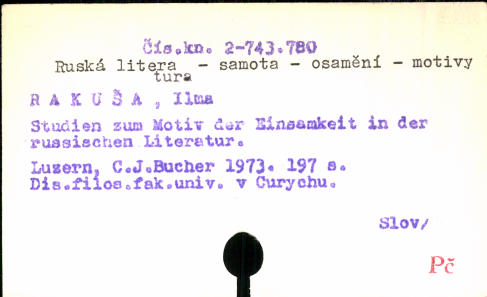 Čís.kn. 2-743.780
Ruská litera - samota - osamění - motivy
tura
R A K U Š A , Ilma
Studien zum Motiv der Einsamkeit in der
russischen Literatur.
Luzern, C.J.Bucher 1973. 197 s.
Dis.filos.fak.univ. v Curychu.
Slov/
Pč